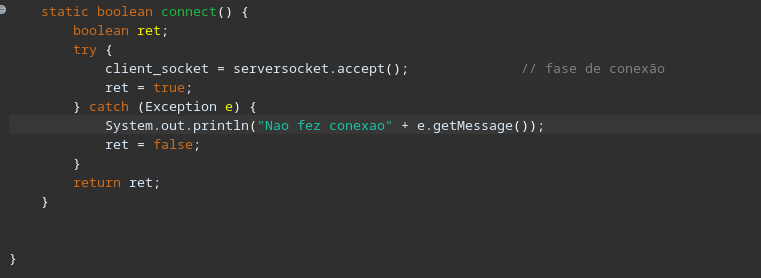 static boolean connect() {
boolean ret;
try {
client_socket = serversocket.accept(); // fase de conexão
ret = true;
} catch (Exception e) {
System.out.println("Nao fez conexao" + e.getMessage());
ret = false;
}
return ret;
}
}